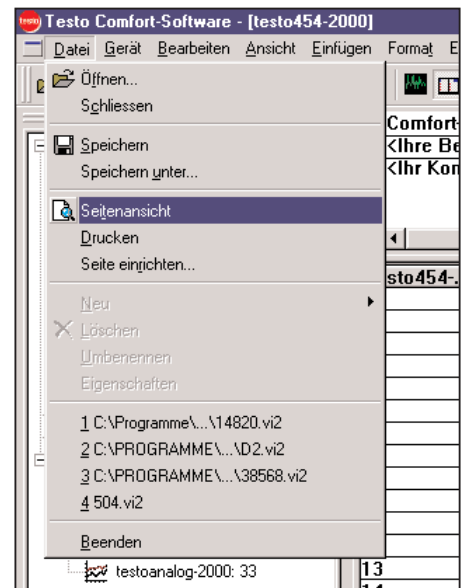 testo Testo Comfort-Software - [testo454-2000]
Datei Gerät Bearbeiten Ansicht Einfügen Format E
Öffnen...
Schliessen
Comfort-
Speichern
<Ihre Be
Speichern unter...
<Ihr Kon
Seitenansicht
Drucken
Seite einrichten...
sto454-.
Neu
Löschen
Umbenennen
Eigenschaften
1 C:\Programme\...\14820.vi2
2 C:\PROGRAMME\...\D2.vi2
3 C:\PROGRAMME\...\38568.vi2
4 504.vi2
Beenden
testoanalog-2000: 33
13
14